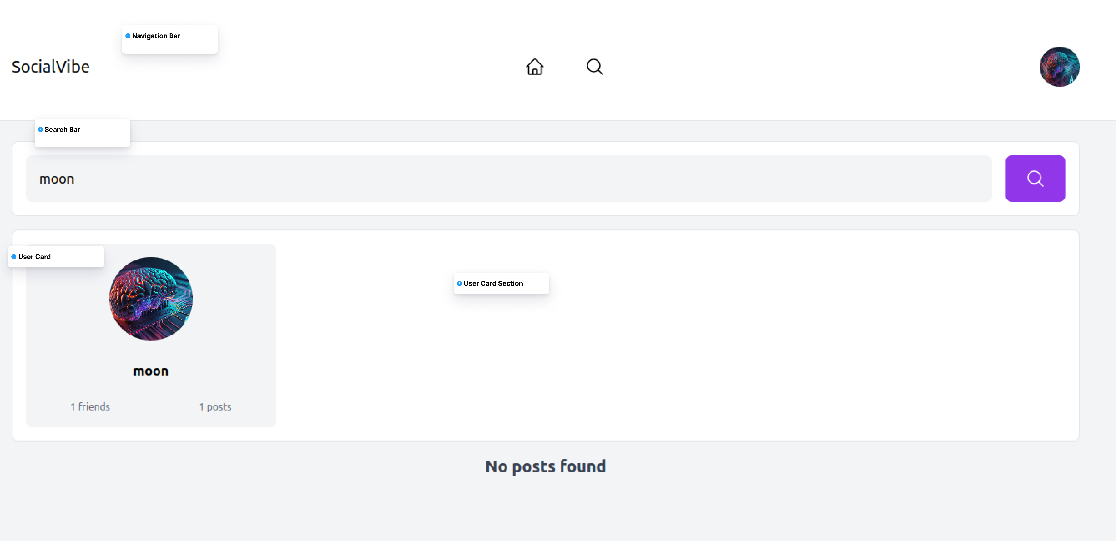 Navigation Bar
SocialVibe
Search Bar
moon
User Card
User Card Section
moon
1 friends 1 posts
No posts found